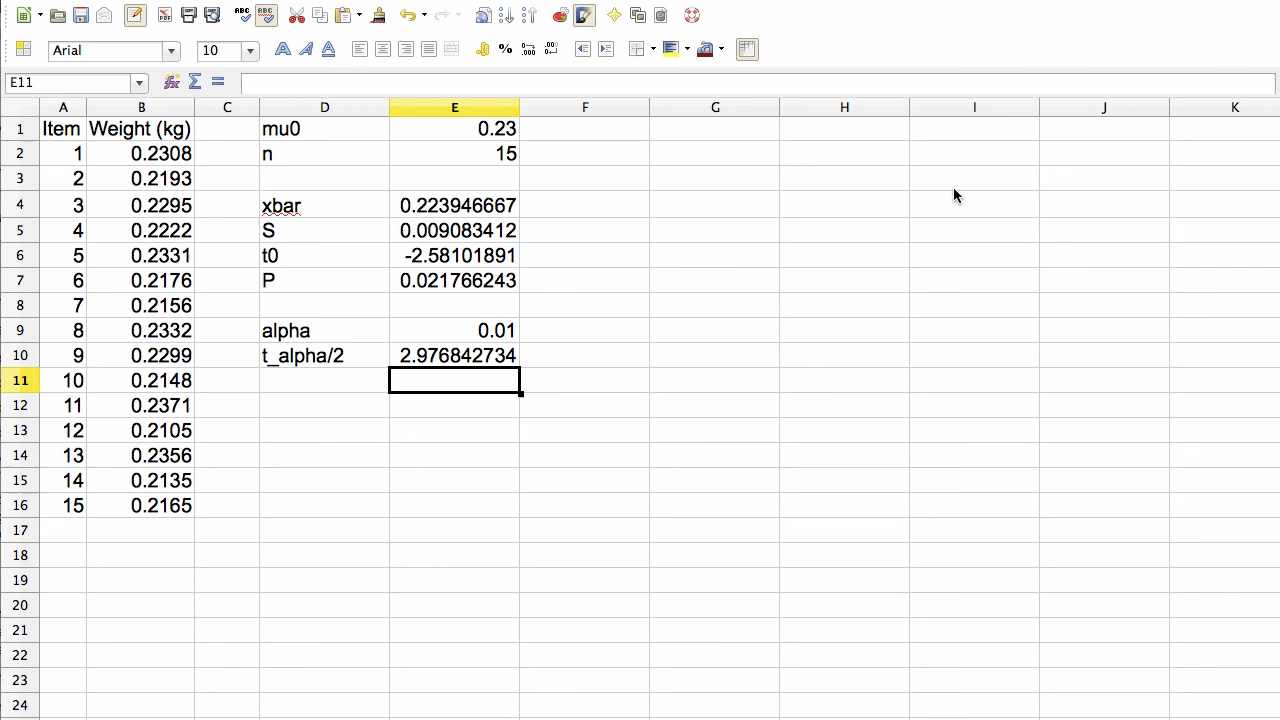 ABC ABC
Arial 10 A A A % .000 .000
E11 fx Σ =
A B C D E F G H I J K
1 Item Weight (kg) mu0 0.23
2 1 0.2308 n 15
3 2 0.2193
4 3 0.2295 xbar 0.223946667
5 4 0.2222 S 0.009083412
6 5 0.2331 t0 -2.58101891
7 6 0.2176 P 0.021766243
8 7 0.2156
9 8 0.2332 alpha 0.01
10 9 0.2299 t_alpha/2 2.976842734
11 10 0.2148
12 11 0.2371
13 12 0.2105
14 13 0.2356
15 14 0.2135
16 15 0.2165
17
18
19
20
21
22
23
24